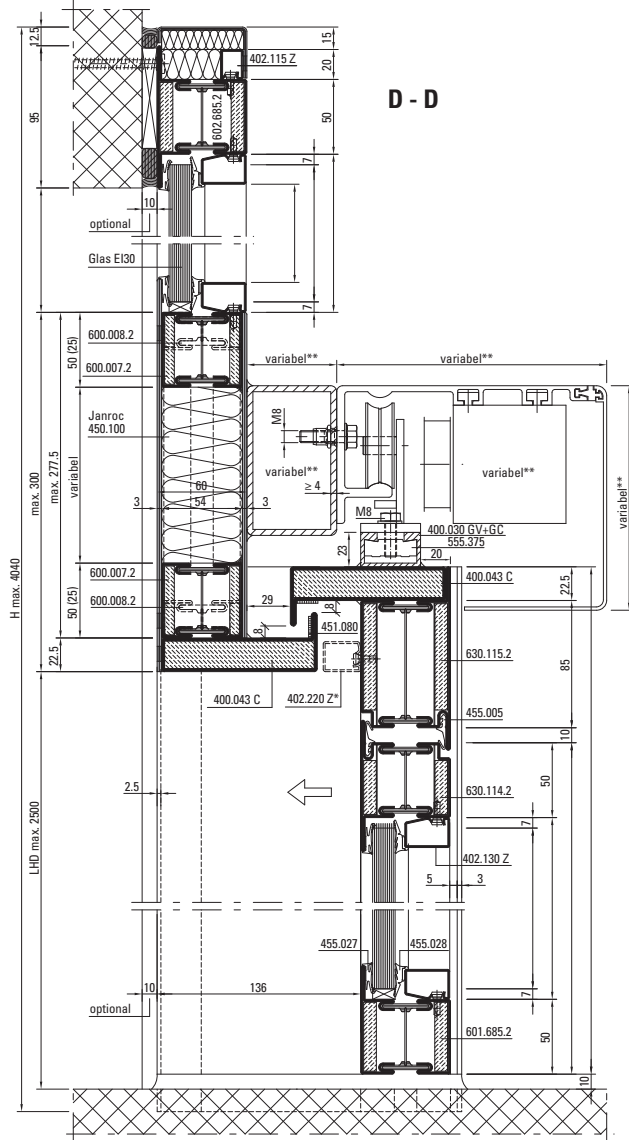 12.5
15
402.115 Z
20
D - D
602.685.2
95
50
7
10
optional
Glas EI30
7
600.008.2
50 (25)
variabel**
variabel**
600.007.2
Janroc
450.100
M8
max. 300
max. 277.5
variabel
variabel**
variabel**
variabel**
60
≥ 4
3
54
3
M8
400.030 GV+GC
23
555.375
20
H max. 4040
600.007.2
400.043 C
50 (25)
600.008.2
29
8
22.5
8
451.080
22.5
630.115.2
85
400.043 C
402.220 Z*
455.005
10
2.5
50
630.114.2
LHD max. 2500
7
402.130 Z
5
3
455.027
455.028
10
136
7
optional
50
601.685.2
10